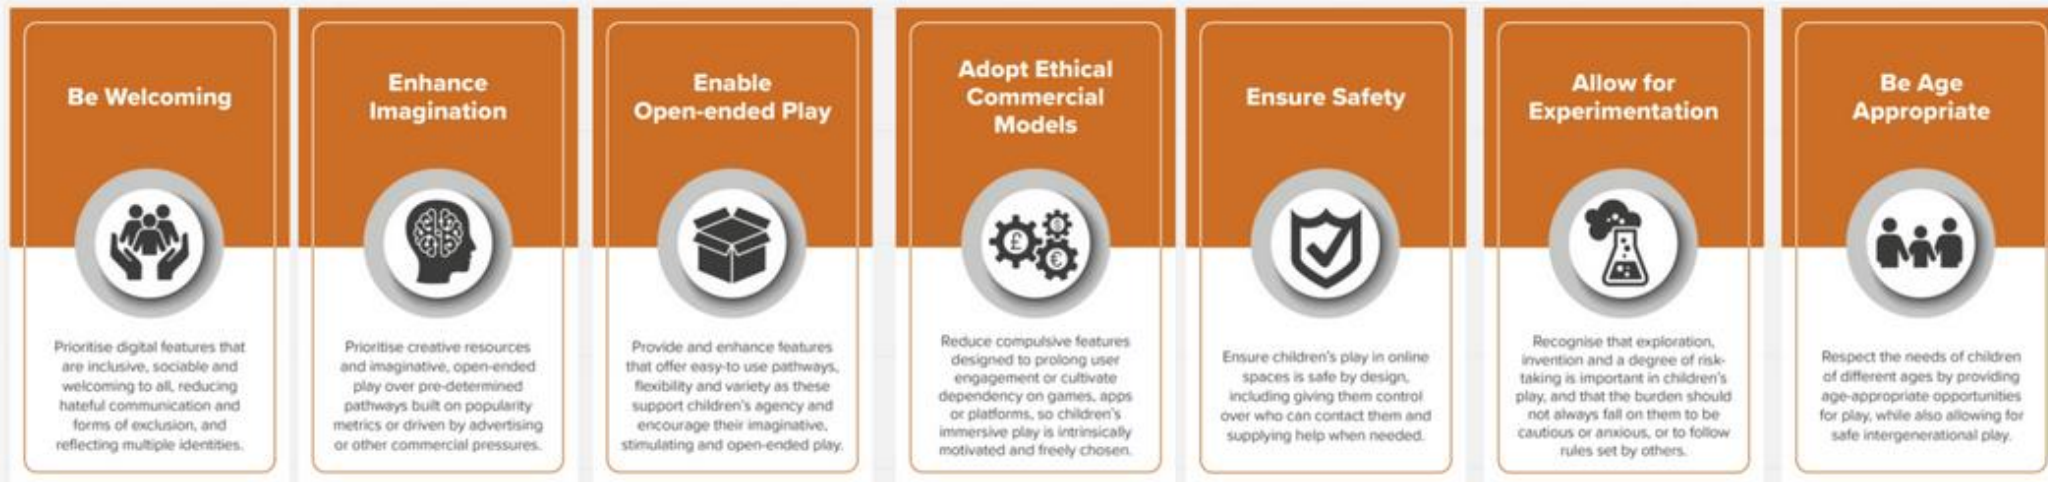 Be Welcoming
Prioritise digital features that
are inclusive, sociable and
welcoming to all, reducing
hateful communication and
forms of exclusion, and
reflecting multiple identities.
Enhance
Imagination
Prioritise creative resources
and imaginative, open-ended
play over pre-determined
pathways built on popularity
metrics or driven by advertising
or other commercial pressures.
Enable
Open-ended Play
Provide and enhance features
that offer easy-to use pathways,
flexibility and variety as these
support children's agency and
encourage their imaginative,
stimulating and open-ended play.
Adopt Ethical
Commercial
Models
£
$
€
Reduce compulsive features
designed to prolong user
engagement or cultivate
dependency on games, apps
or platforms, so children's
immersive play is intrinsically
motivated and freely chosen.
Ensure Safety
Ensure children's play in online
spaces is safe by design,
including giving them control
over who can contact them and
supplying help when needed.
Allow for
Experimentation
Recognise that exploration,
invention and a degree of risk-
taking is important in children's
play, and that the burden should
not always fall on them to be
cautious or anxious, or to follow
rules set by others.
Be Age
Appropriate
Respect the needs of children
of different ages by providing
age-appropriate opportunities
for play, while also allowing for
safe intergenerational play.